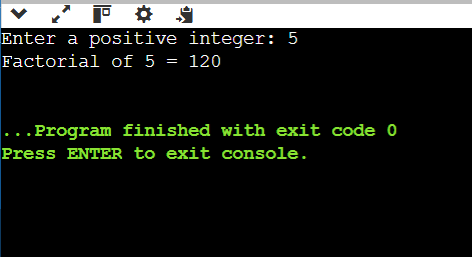 Enter a positive integer: 5
Factorial of 5 = 120
...Program finished with exit code 0
Press ENTER to exit console.